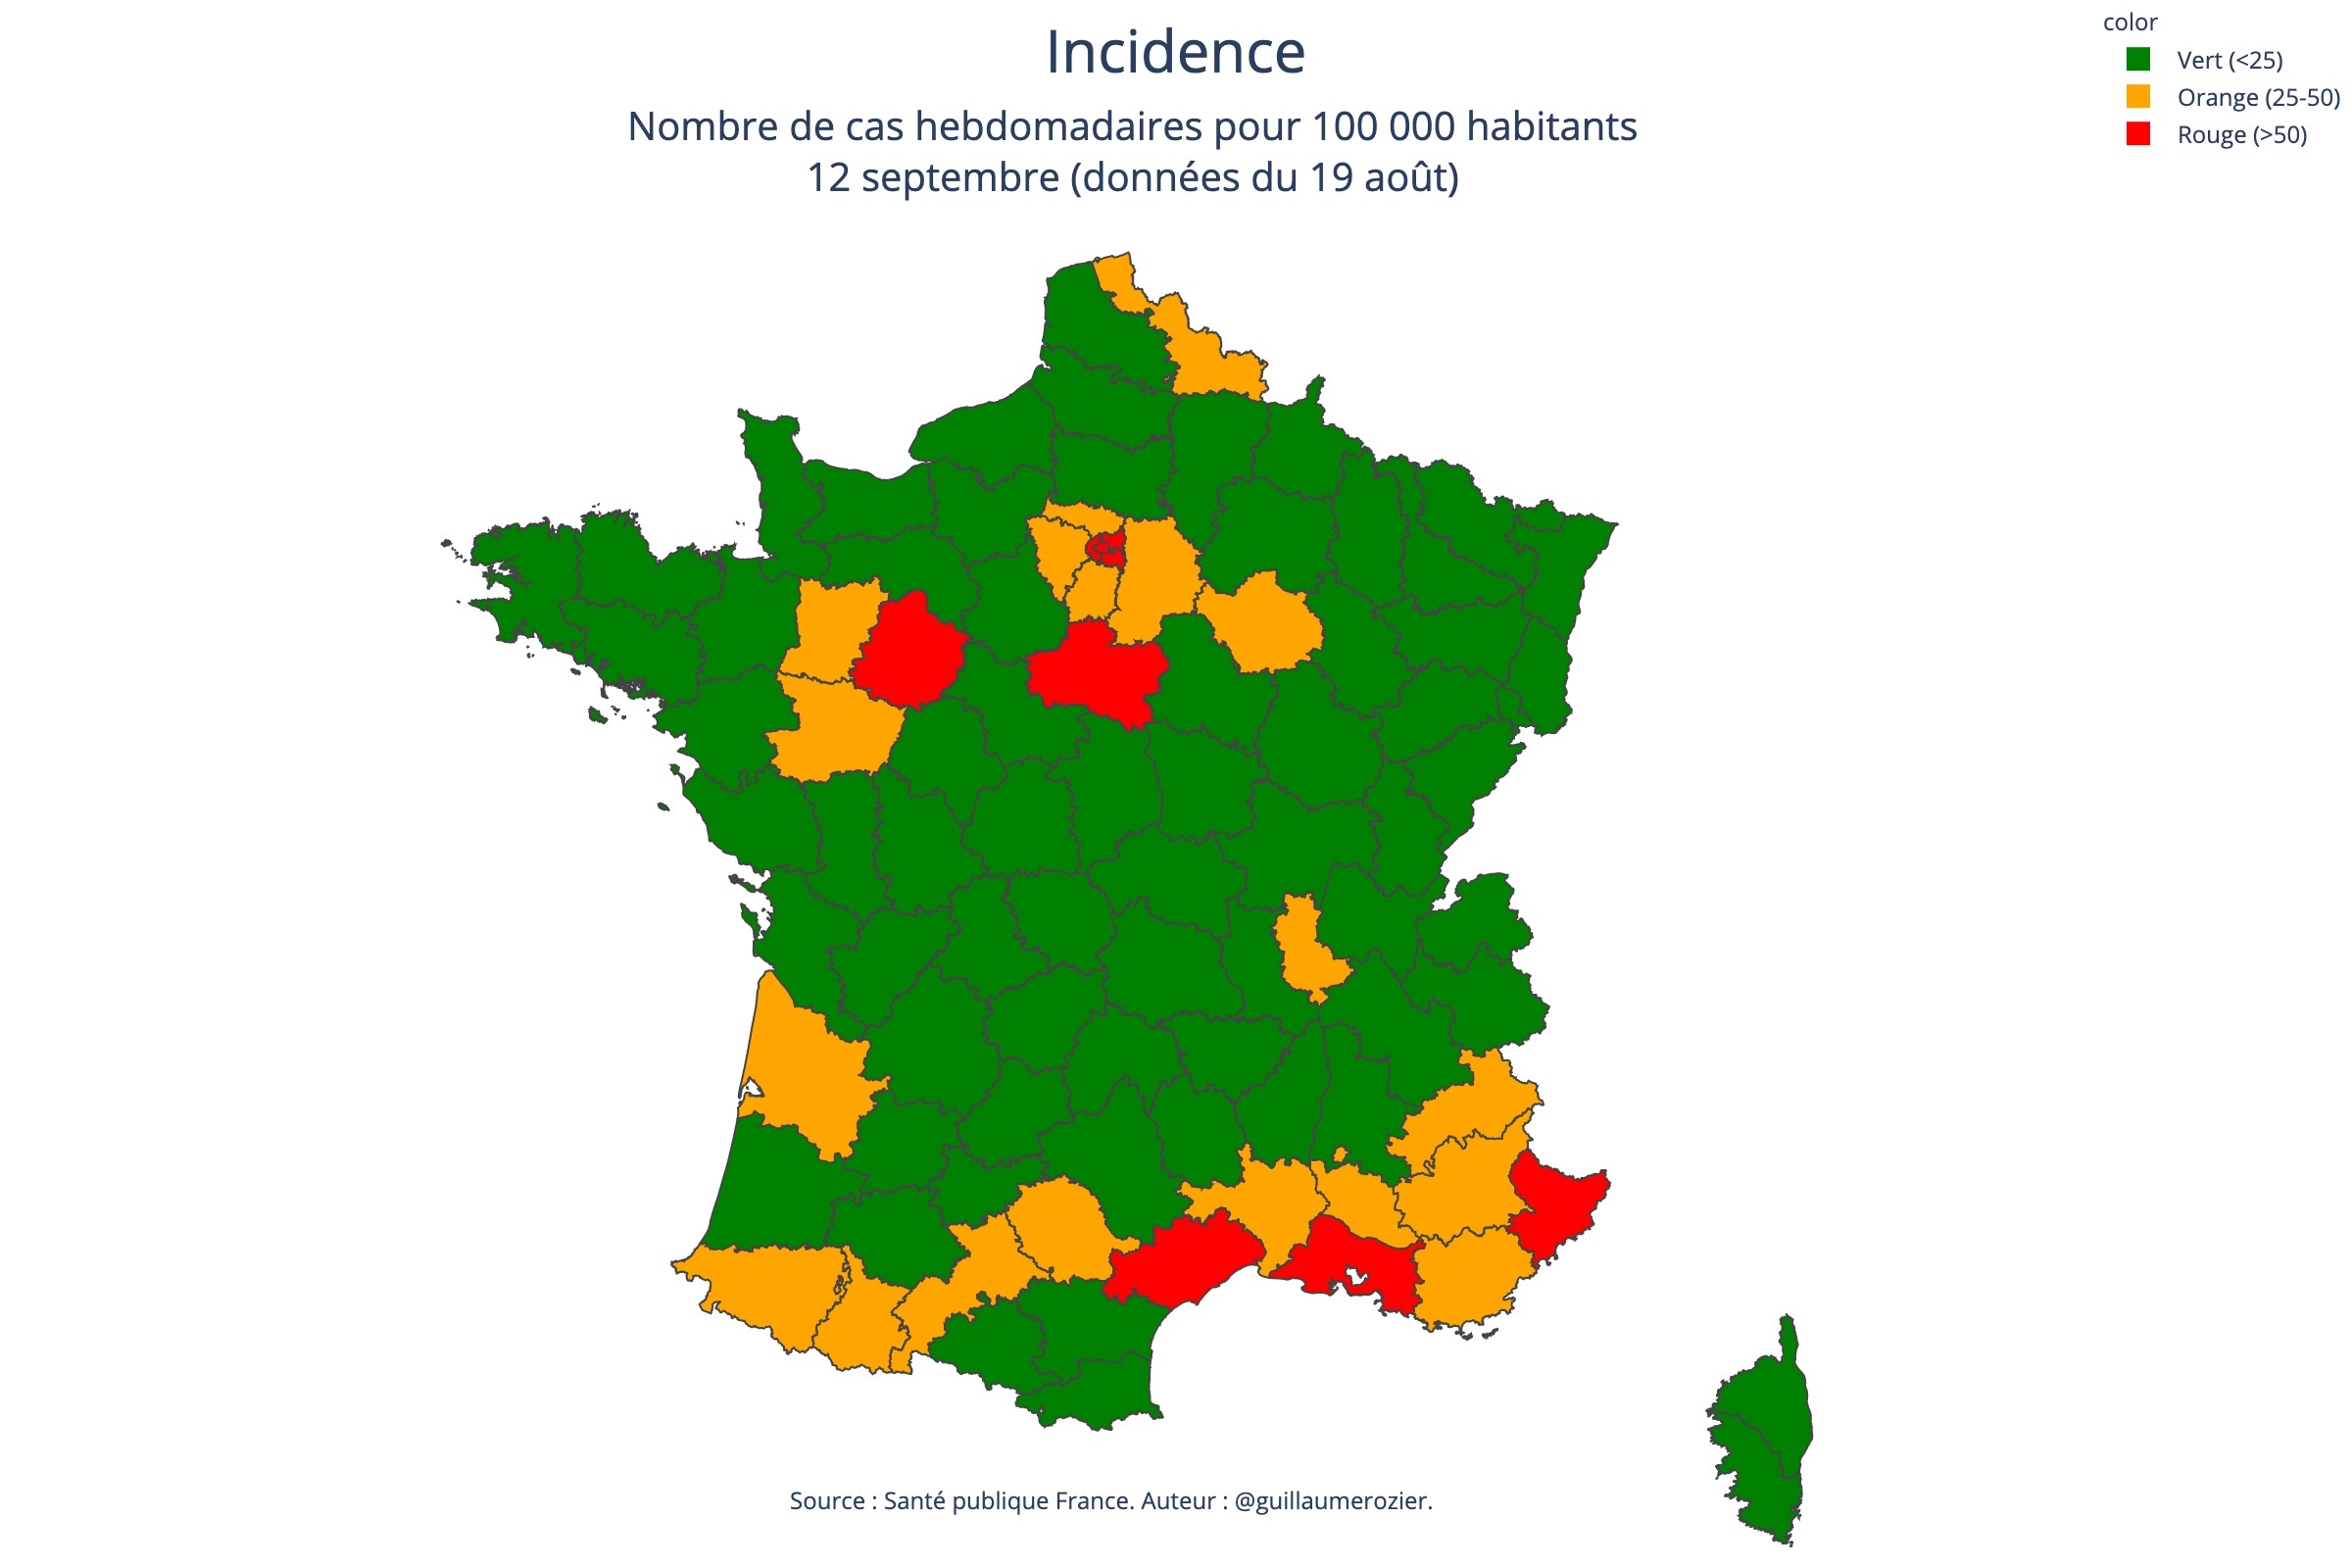 Incidence
Nombre de cas hebdomadaires pour 100 000 habitants
12 septembre (données du 19 août)
color
Vert (<25)
Orange (25-50)
Rouge (>50)
Source : Santé publique France. Auteur : @guillaumerozier.